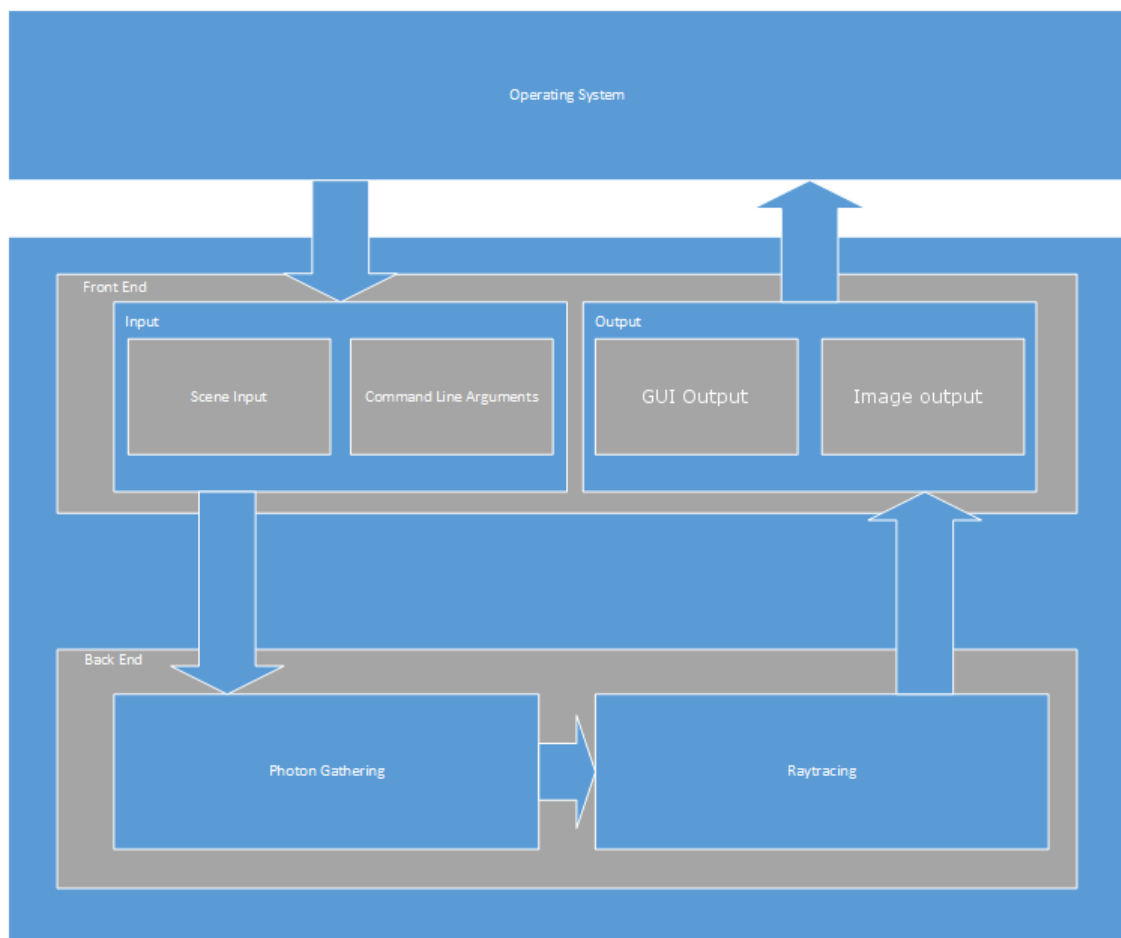 Operating System
Front End
Input
Output
Scene Input
Command Line Arguments
GUI Output
Image output
Back End
Photon Gathering
Raytracing